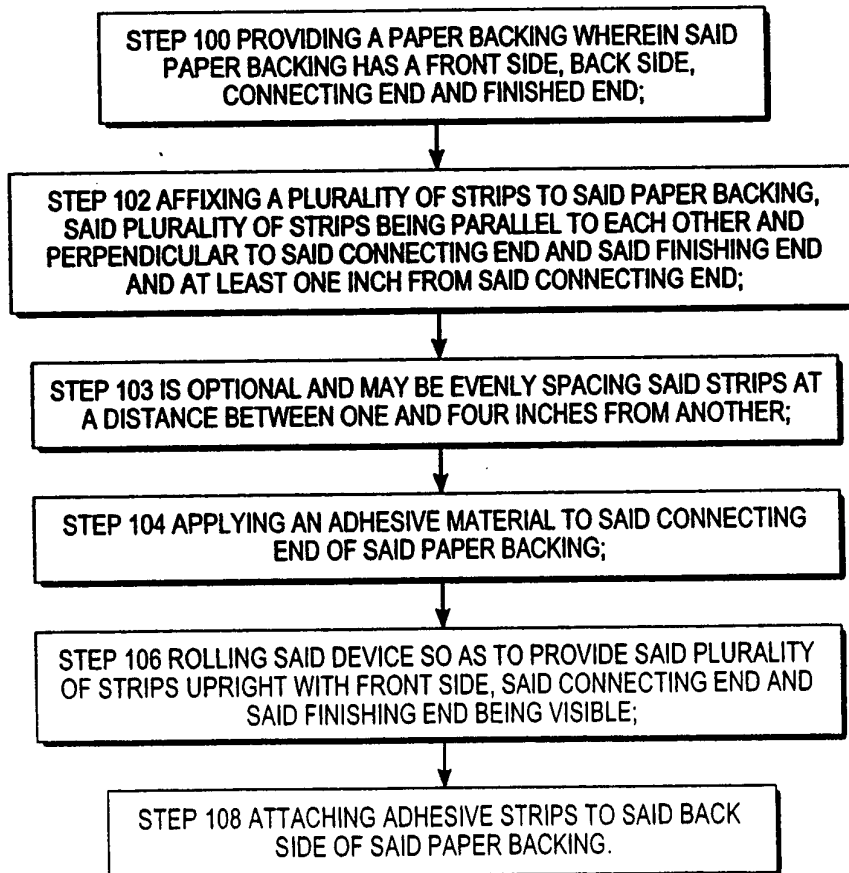 STEP 100 PROVIDING A PAPER BACKING WHEREIN SAID
PAPER BACKING HAS A FRONT SIDE, BACK SIDE,
CONNECTING END AND FINISHED END;
STEP 102 AFFIXING A PLURALITY OF STRIPS TO SAID PAPER BACKING,
SAID PLURALITY OF STRIPS BEING PARALLEL TO EACH OTHER AND
PERPENDICULAR TO SAID CONNECTING END AND SAID FINISHING END
AND AT LEAST ONE INCH FROM SAID CONNECTING END;
STEP 103 IS OPTIONAL AND MAY BE EVENLY SPACING SAID STRIPS AT
A DISTANCE BETWEEN ONE AND FOUR INCHES FROM ANOTHER;
STEP 104 APPLYING AN ADHESIVE MATERIAL TO SAID CONNECTING
END OF SAID PAPER BACKING;
STEP 106 ROLLING SAID DEVICE SO AS TO PROVIDE SAID PLURALITY
OF STRIPS UPRIGHT WITH FRONT SIDE, SAID CONNECTING END AND
SAID FINISHING END BEING VISIBLE;
STEP 108 ATTACHING ADHESIVE STRIPS TO SAID BACK
SIDE OF SAID PAPER BACKING.